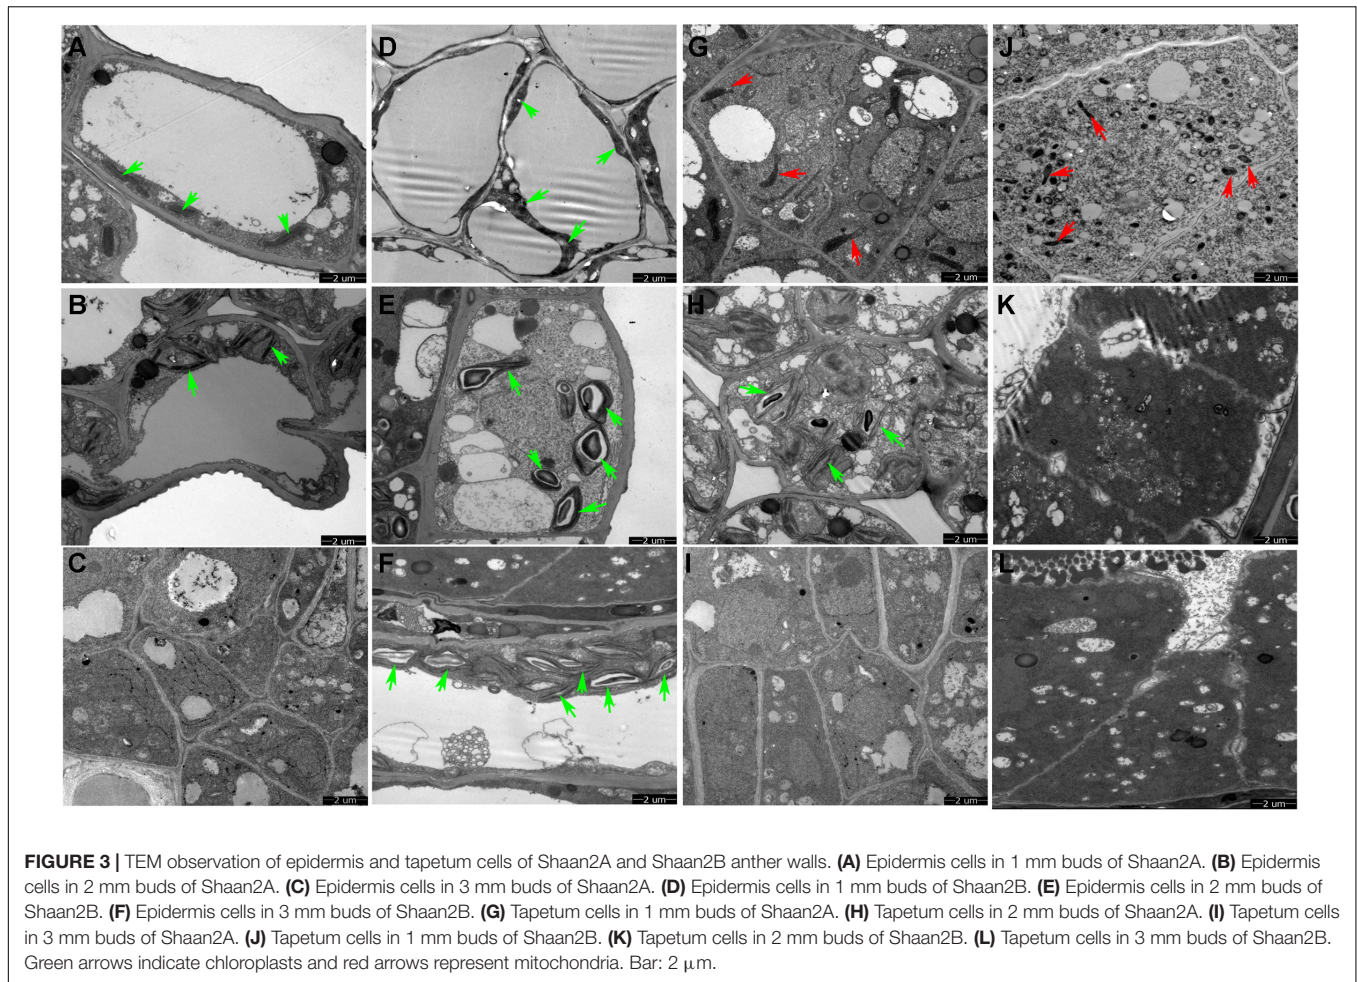 A
D
G
J
2 um
2 um
2 um
2 um
B
E
H
K
2 um
2 um
2 um
2 um
C
F
I
L
2 um
2 um
2 um
2 um
FIGURE 3 | TEM observation of epidermis and tapetum cells of Shaan2A and Shaan2B anther walls. (A) Epidermis cells in 1 mm buds of Shaan2A. (B) Epidermis
cells in 2 mm buds of Shaan2A. (C) Epidermis cells in 3 mm buds of Shaan2A. (D) Epidermis cells in 1 mm buds of Shaan2B. (E) Epidermis cells in 2 mm buds of
Shaan2B. (F) Epidermis cells in 3 mm buds of Shaan2B. (G) Tapetum cells in 1 mm buds of Shaan2A. (H) Tapetum cells in 2 mm buds of Shaan2A. (I) Tapetum cells
in 3 mm buds of Shaan2A. (J) Tapetum cells in 1 mm buds of Shaan2B. (K) Tapetum cells in 2 mm buds of Shaan2B. (L) Tapetum cells in 3 mm buds of Shaan2B.
Green arrows indicate chloroplasts and red arrows represent mitochondria. Bar: 2 μm.